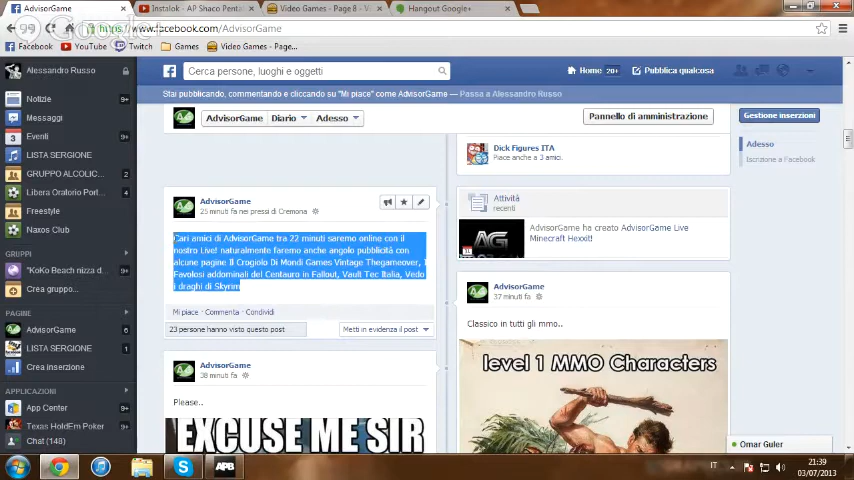 AdvisorGame
Instalok - AP Shaco Pent
Video Games - Page 8 -
Hangout Google+
https://www.facebook.com/AdvisorGame
Facebook
YouTube
Twitch
Games
Video Games - Page...
Alessandro Russo
Cerca persone, luoghi e oggetti
Home 20+
Pubblica qualcosa
Stai pubblicando, commentando e cliccando su "Mi piace" come AdvisorGame — Passa a Alessandro Russo
Notizie 9+
Messaggi
Eventi 9+
LISTA SERGIONE
GRUPPO ALCOLIC... 2
Libera Oratorio Port...
Freestyle
Naxos Club
GRUPPI
"KoKo Beach nizza d...
Crea gruppo...
PAGINE
AdvisorGame 6
LISTA SERGIONE 1
Crea inserzione
APPLICAZIONI
App Center 9+
Texas HoldEm Poker 9+
Chat (148)
AdvisorGame
Diario
Adesso
Pannello di amministrazione
Gestione inserzioni
Adesso
Iscrizione a Facebook
AdvisorGame
25 minuti fa nei pressi di Cremona
Cari amici di AdvisorGame tra 22 minuti saremo online con il
nostro Live! naturalmente faremo anche angolo pubblicità con
alcune pagine Il Crogiolo Di Mondi Games Vintage Thegameover, I
Favolosi addominali del Centauro in Fallout, Vault Tec Italia, Vedo
i draghi di Skyrim
Mi piace · Commenta · Condividi
23 persone hanno visto questo post
Metti in evidenza il post
AdvisorGame
38 minuti fa
Please..
EXCUSE ME SIR
Dick Figures ITA
Piace anche a 3 amici.
Attività
recenti
AG
AdvisorGame ha creato AdvisorGame Live
Minecraft Hexxit!
AdvisorGame
37 minuti fa
Classico in tutti gli mmo..
level 1 MMO Characters
Omar Guler
APB
IT
21:39
03/07/2013